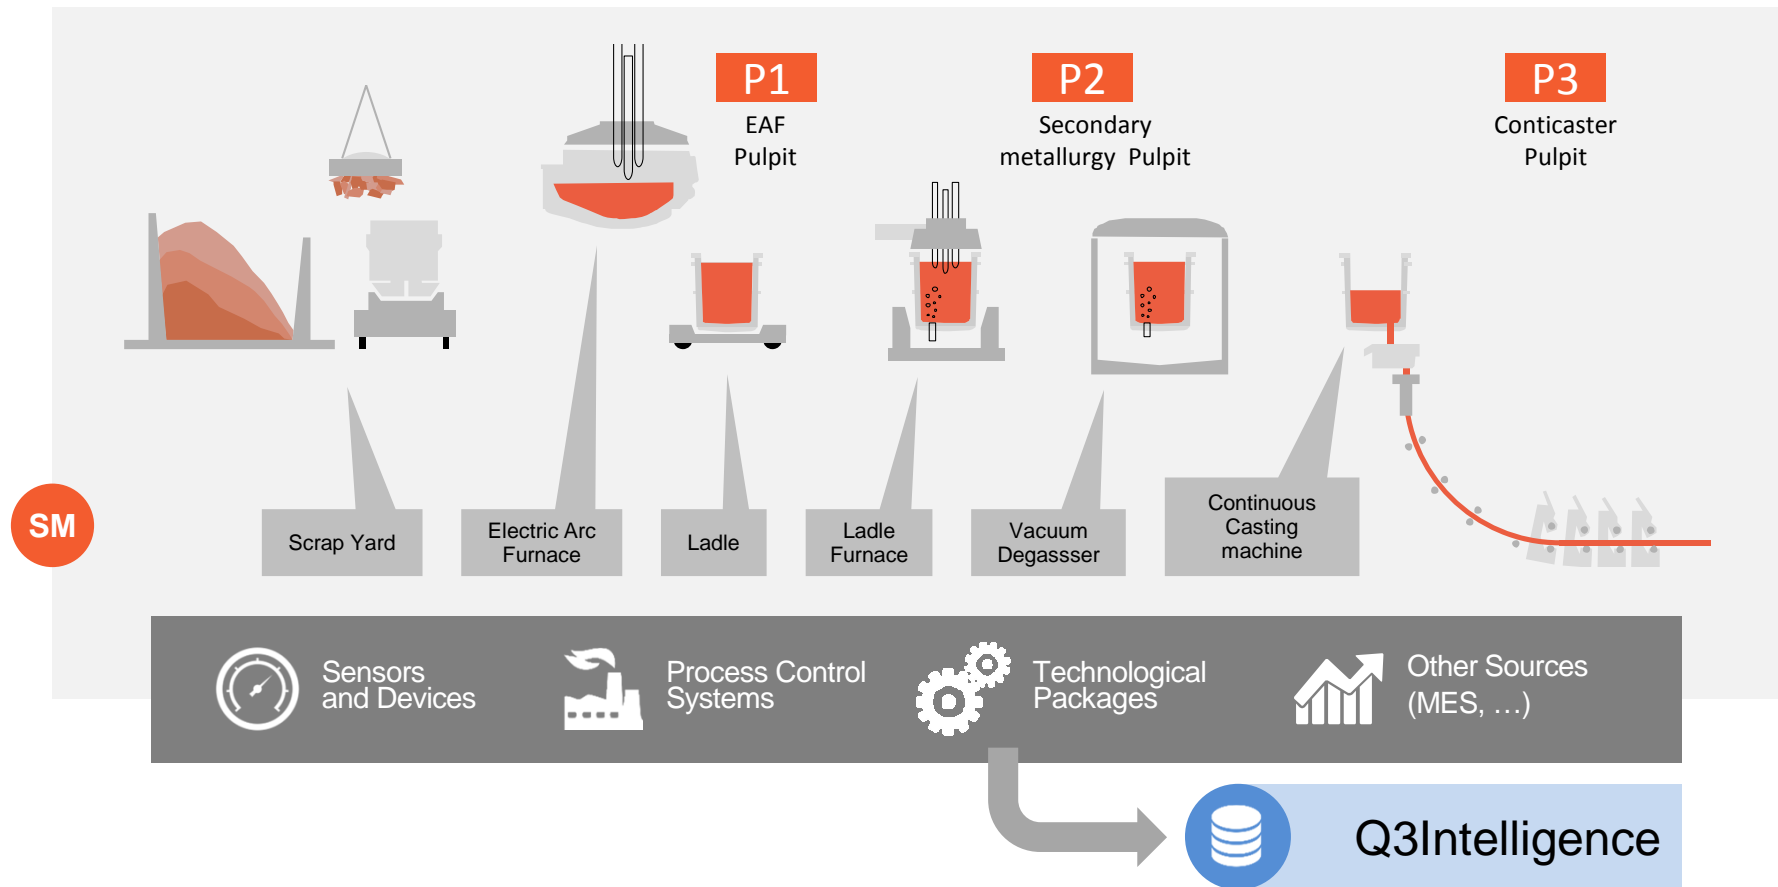 P1
EAF
Pulpit
P2
Secondary
metallurgy Pulpit
P3
Conticaster
Pulpit
SM
Scrap Yard
Electric Arc
Furnace
Ladle
Ladle
Furnace
Vacuum
Degassser
Continuous
Casting
machine
Sensors
and Devices
Process Control
Systems
Technological
Packages
Other Sources
(MES, …)
Q3Intelligence